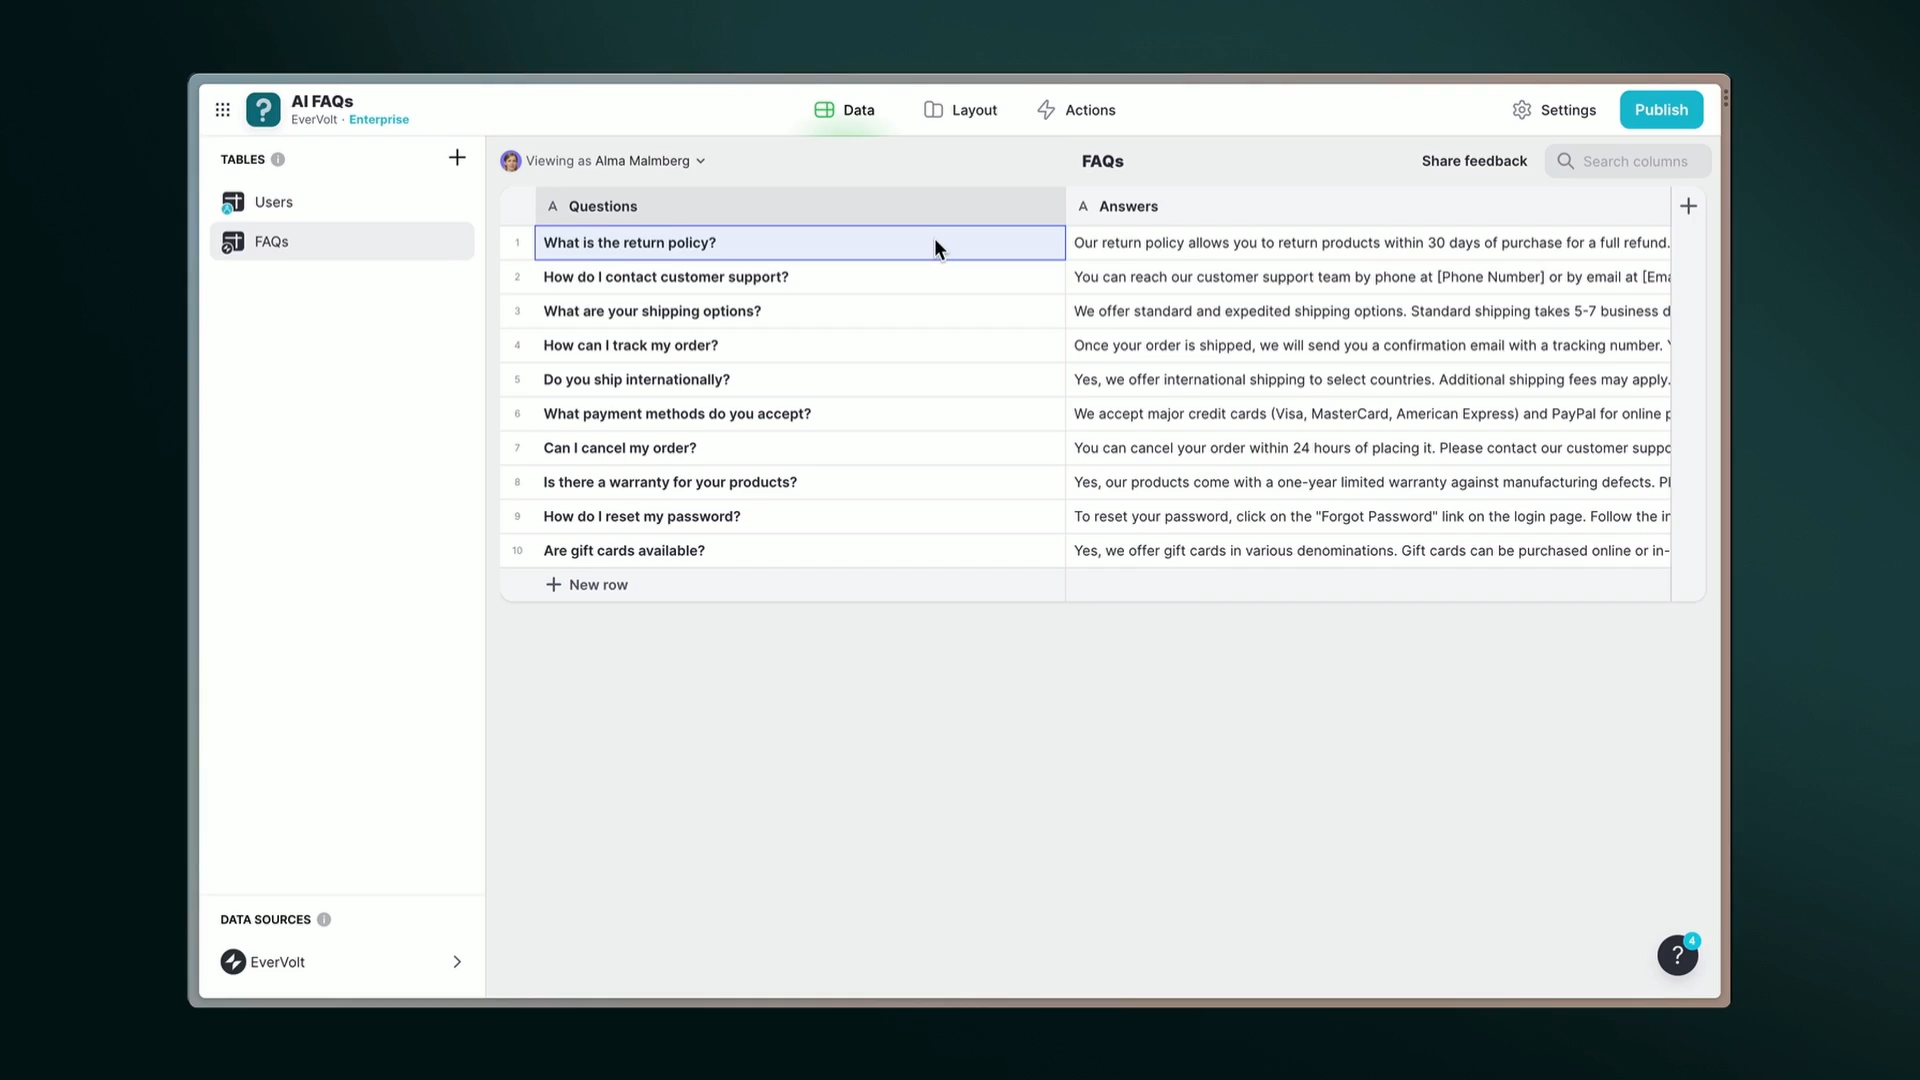 AI FAQs
EverVolt · Enterprise
Data
Layout
Actions
Settings
Publish
TABLES
Users
FAQs
Viewing as Alma Malmberg
FAQs
Share feedback
Search columns
A Questions
A Answers
1 What is the return policy? Our return policy allows you to return products within 30 days of purchase for a full refund.
2 How do I contact customer support? You can reach our customer support team by phone at [Phone Number] or by email at [Ema
3 What are your shipping options? We offer standard and expedited shipping options. Standard shipping takes 5-7 business d
4 How can I track my order? Once your order is shipped, we will send you a confirmation email with a tracking number.
5 Do you ship internationally? Yes, we offer international shipping to select countries. Additional shipping fees may apply.
6 What payment methods do you accept? We accept major credit cards (Visa, MasterCard, American Express) and PayPal for online p
7 Can I cancel my order? You can cancel your order within 24 hours of placing it. Please contact our customer suppo
8 Is there a warranty for your products? Yes, our products come with a one-year limited warranty against manufacturing defects. Pl
9 How do I reset my password? To reset your password, click on the "Forgot Password" link on the login page. Follow the in
10 Are gift cards available? Yes, we offer gift cards in various denominations. Gift cards can be purchased online or in-
New row
DATA SOURCES
EverVolt
?
4